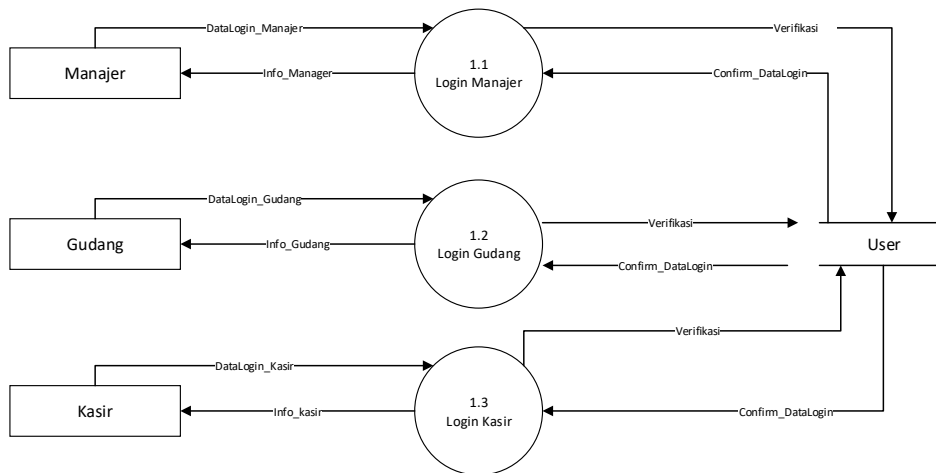 DataLogin_Manajer
Verifikasi
Manajer
Info_Manager
1.1
Login Manajer
Confirm_DataLogin
DataLogin_Gudang
Verifikasi
Gudang
Info_Gudang
1.2
Login Gudang
User
Confirm_DataLogin
Verifikasi
DataLogin_Kasir
Kasir
Info_kasir
1.3
Login Kasir
Confirm_DataLogin